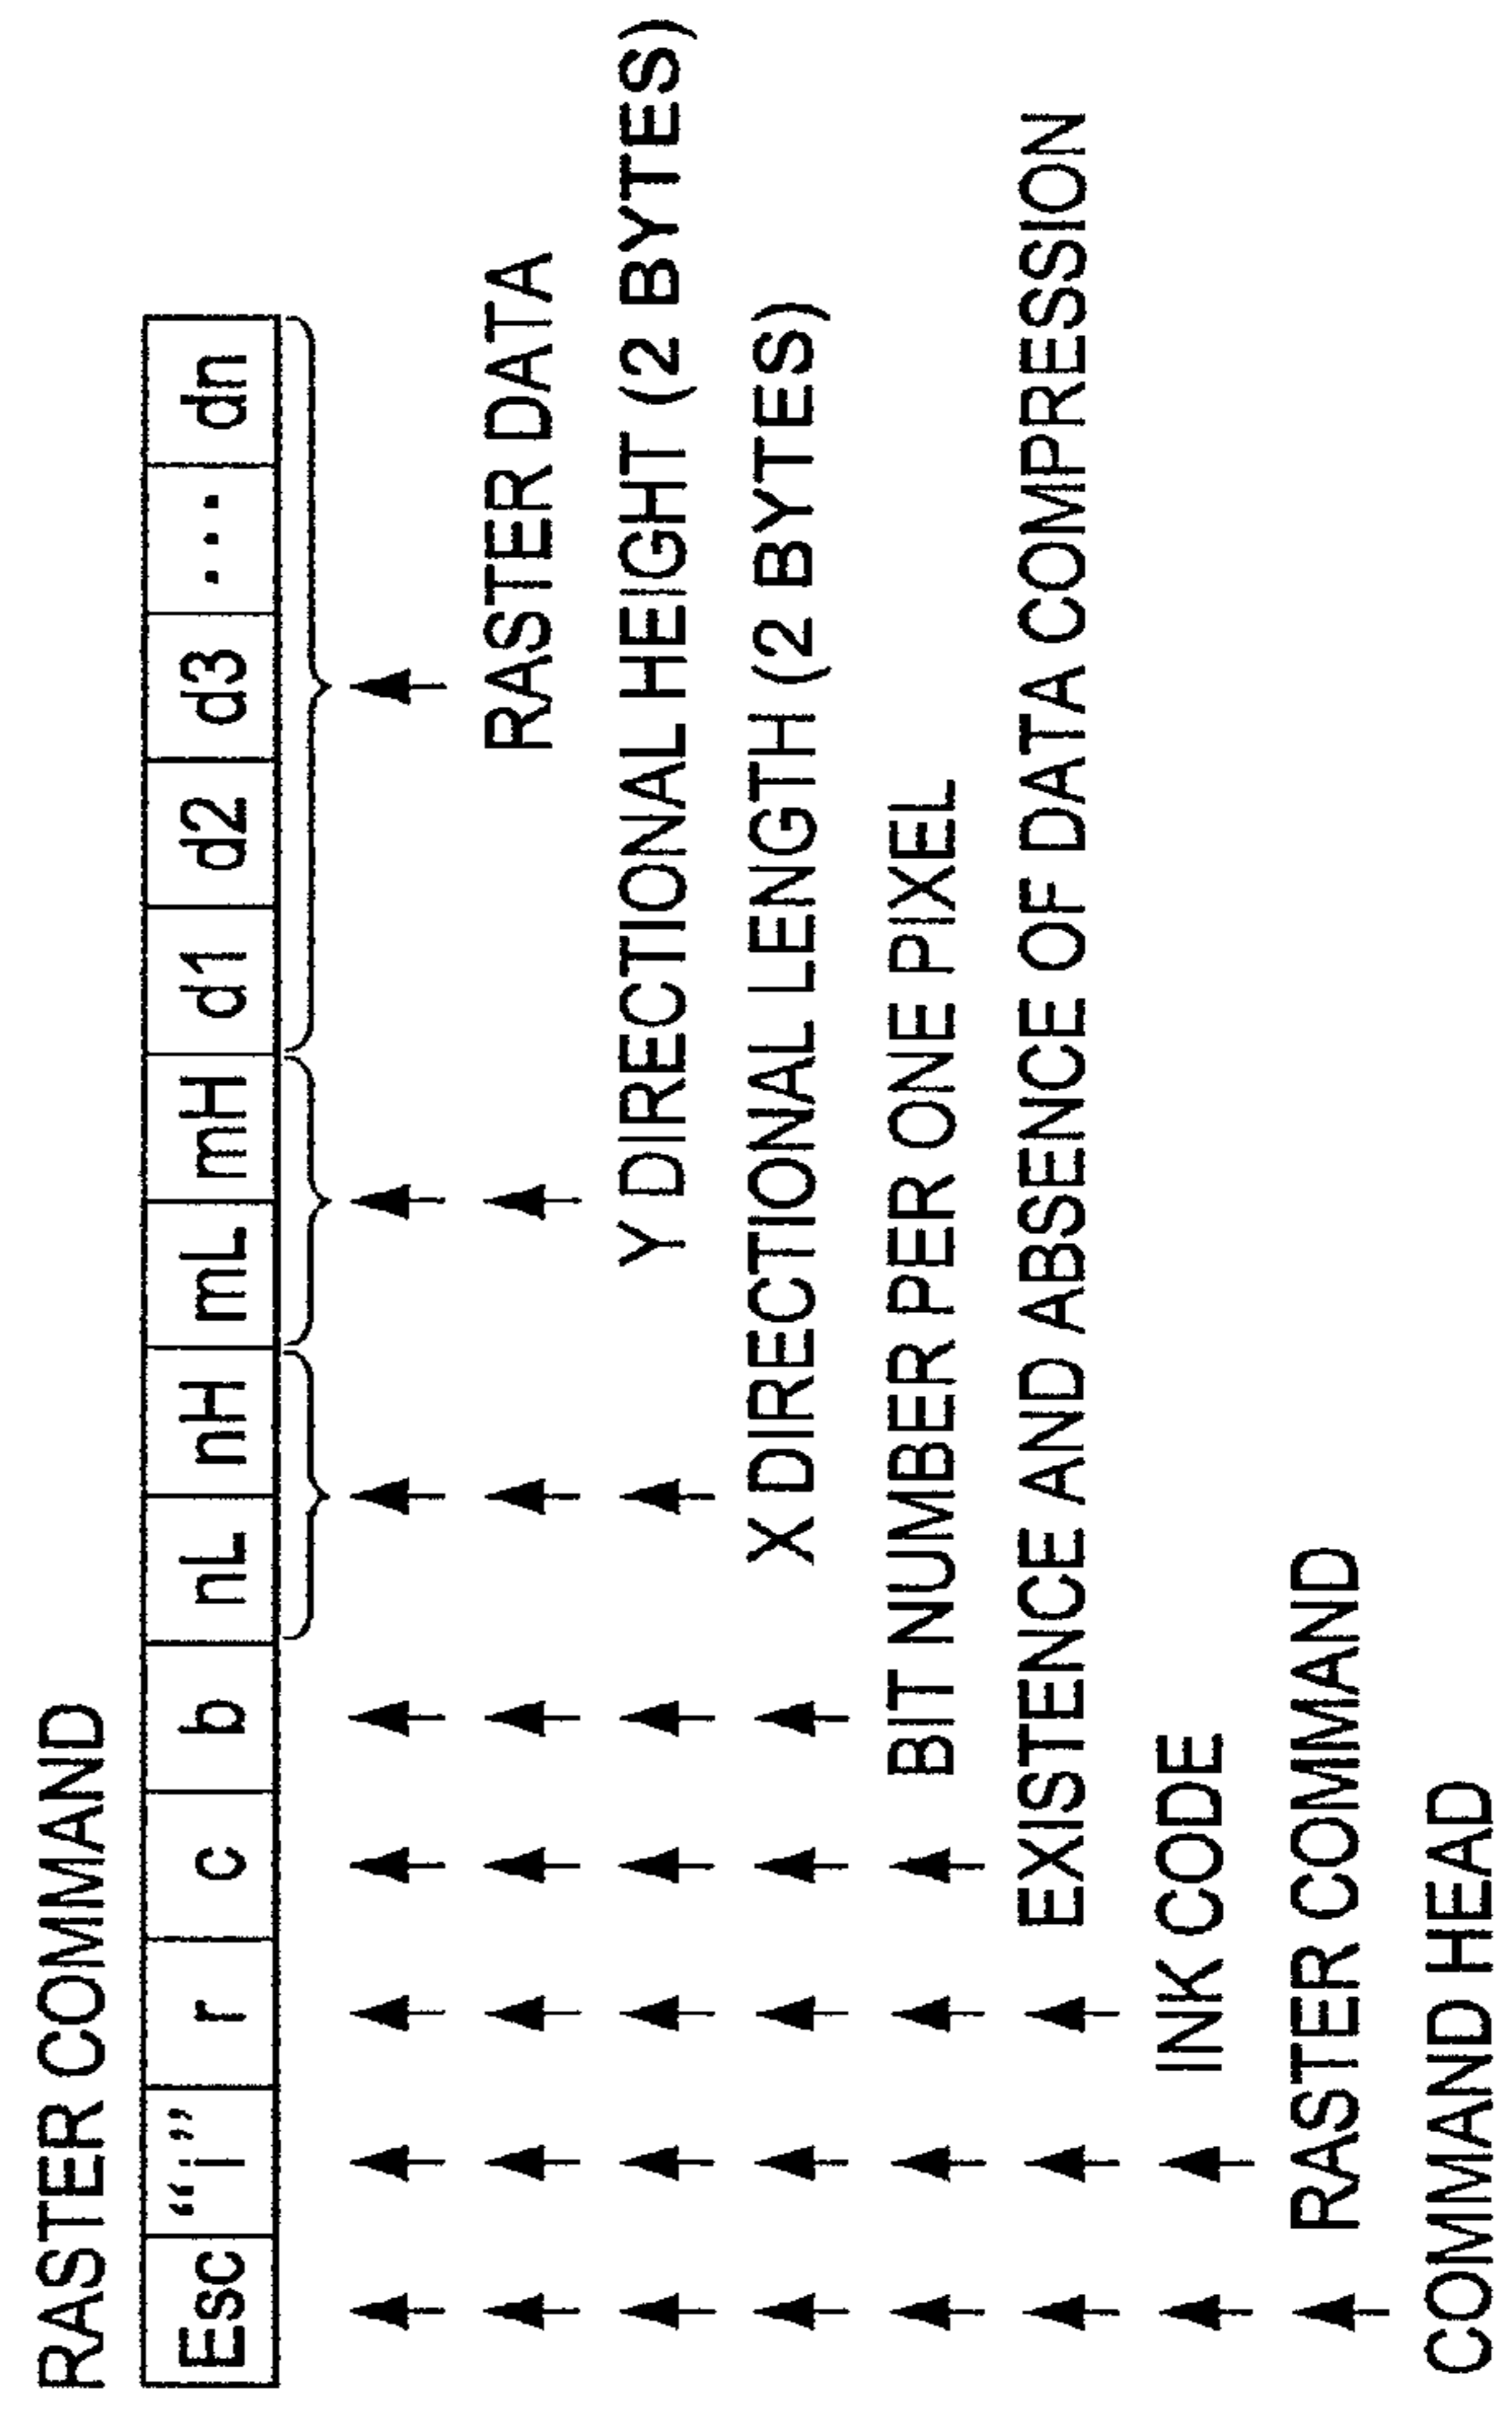 RASTER COMMAND
Esc “i” r c b nL nH mL mH d1 d2 d3 ... dn
RASTER DATA
Y DIRECTIONAL HEIGHT (2 BYTES)
X DIRECTIONAL LENGTH (2 BYTES)
BIT NUMBER PER ONE PIXEL
EXISTENCE AND ABSENCE OF DATA COMPRESSION
INK CODE
RASTER COMMAND
COMMAND HEAD